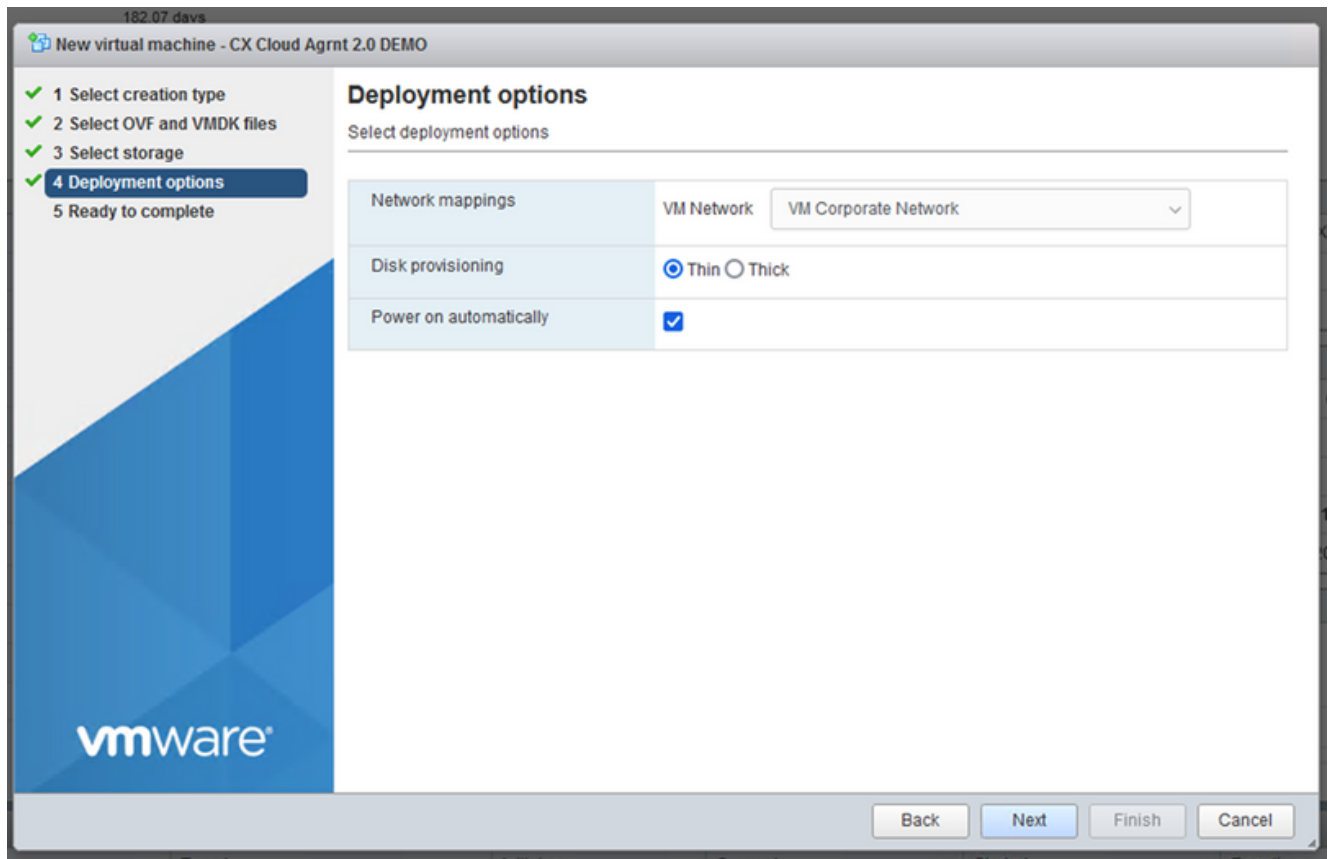 182.07 days
New virtual machine - CX Cloud Agrnt 2.0 DEMO
1 Select creation type
2 Select OVF and VMDK files
3 Select storage
4 Deployment options
5 Ready to complete
Deployment options
Select deployment options
Network mappings
VM Network VM Corporate Network
Disk provisioning
Thin Thick
Power on automatically
vmware®
Back Next Finish Cancel